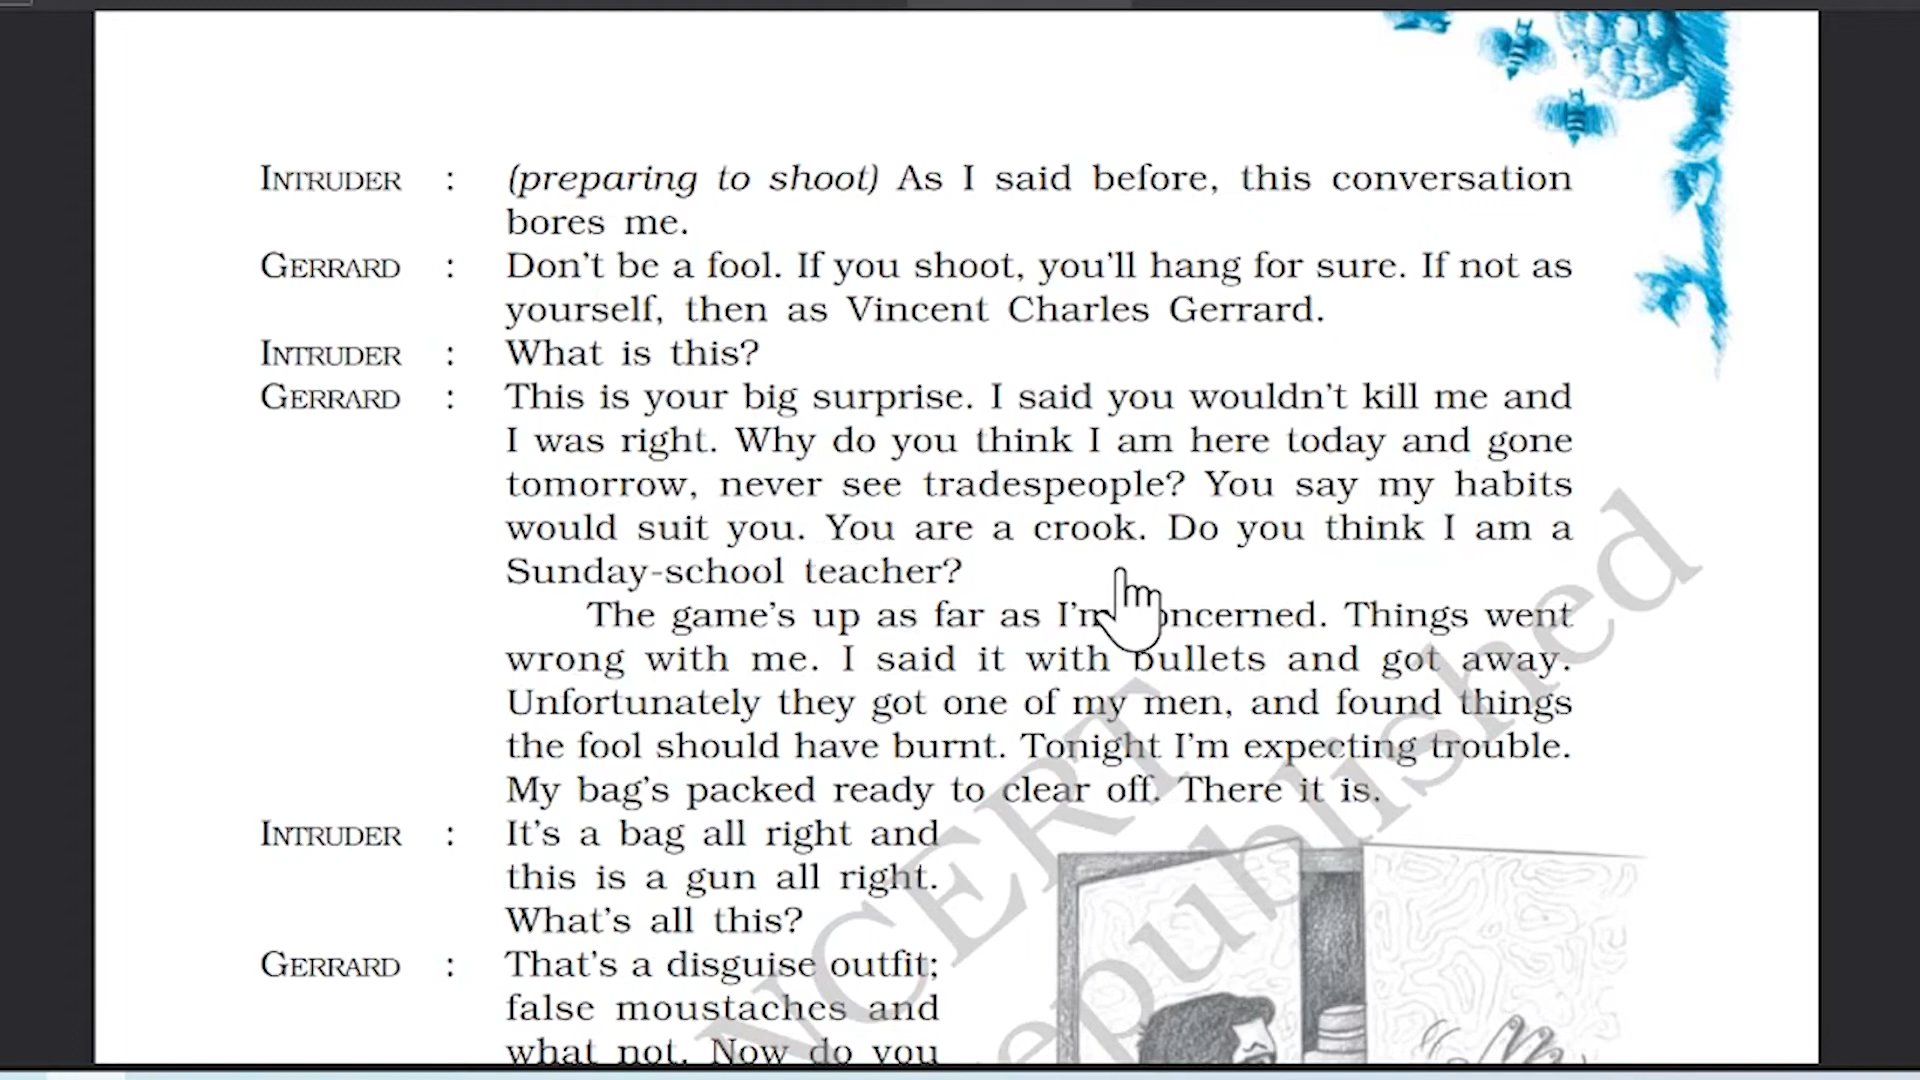 INTRUDER : (preparing to shoot) As I said before, this conversation
bores me.
GERRARD : Don't be a fool. If you shoot, you'll hang for sure. If not as
yourself, then as Vincent Charles Gerrard.
INTRUDER : What is this?
GERRARD : This is your big surprise. I said you wouldn't kill me and
I was right. Why do you think I am here today and gone
tomorrow, never see tradespeople? You say my habits
would suit you. You are a crook. Do you think I am a
Sunday-school teacher?
The game's up as far as I'm concerned. Things went
wrong with me. I said it with bullets and got away.
Unfortunately they got one of my men, and found things
the fool should have burnt. Tonight I'm expecting trouble.
My bag's packed ready to clear off. There it is.
INTRUDER : It's a bag all right and
this is a gun all right.
What's all this?
GERRARD : That's a disguise outfit;
false moustaches and
what not. Now do you
NCERT
epublished